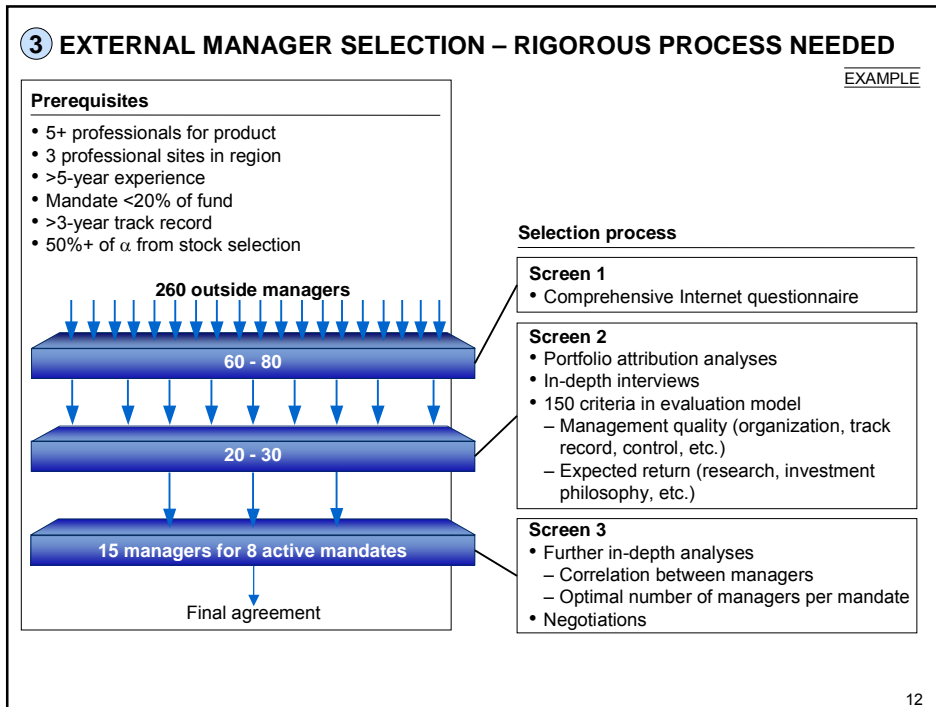 3 EXTERNAL MANAGER SELECTION – RIGOROUS PROCESS NEEDED
EXAMPLE
Prerequisites
• 5+ professionals for product
• 3 professional sites in region
• >5-year experience
• Mandate <20% of fund
• >3-year track record
• 50%+ of α from stock selection
260 outside managers
60 - 80
20 - 30
15 managers for 8 active mandates
Final agreement
Selection process
Screen 1
• Comprehensive Internet questionnaire
Screen 2
• Portfolio attribution analyses
• In-depth interviews
• 150 criteria in evaluation model
– Management quality (organization, track
record, control, etc.)
– Expected return (research, investment
philosophy, etc.)
Screen 3
• Further in-depth analyses
– Correlation between managers
– Optimal number of managers per mandate
• Negotiations
12